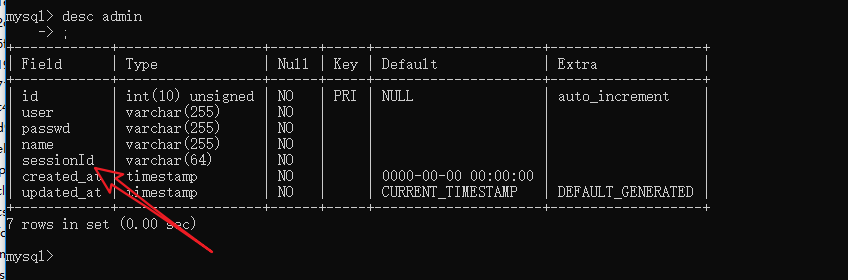 mysql> desc admin
-> ;
Field | Type | Null | Key | Default | Extra
id | int(10) unsigned | NO | PRI | NULL | auto_increment
user | varchar(255) | NO | | |
passwd | varchar(255) | NO | | |
name | varchar(255) | NO | | |
sessionId | varchar(64) | NO | | |
created_at | timestamp | NO | | 0000-00-00 00:00:00 |
updated_at | timestamp | NO | | CURRENT_TIMESTAMP | DEFAULT_GENERATED
7 rows in set (0.00 sec)
mysql>